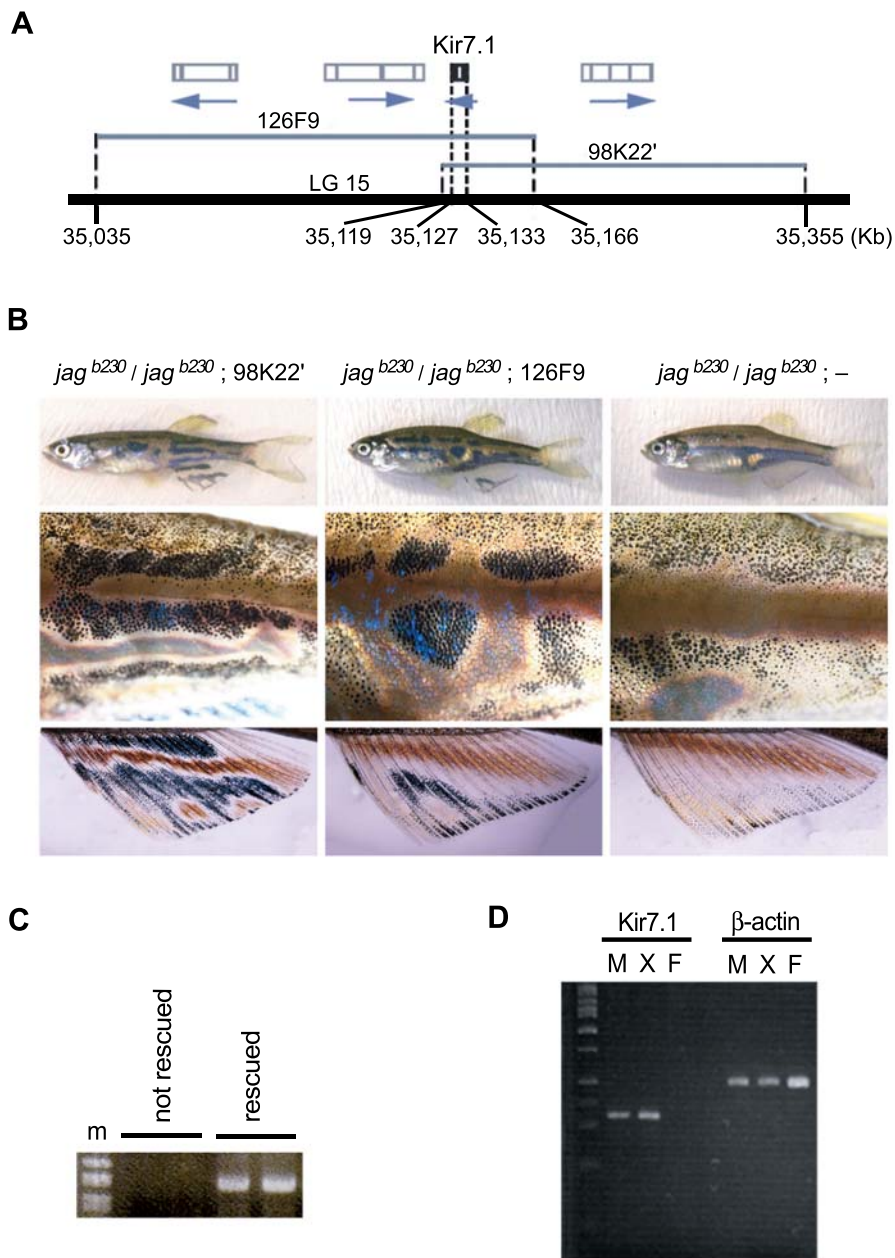 A
Kir7.1
126F9
98K22'
LG 15
35,035
35,119
35,127
35,133
35,166
35,355 (Kb)
B
jag b230 / jag b230 ; 98K22'
jag b230 / jag b230 ; 126F9
jag b230 / jag b230 ; –
C
D
not rescued
rescued
m
Kir7.1
β-actin
M X F
M X F